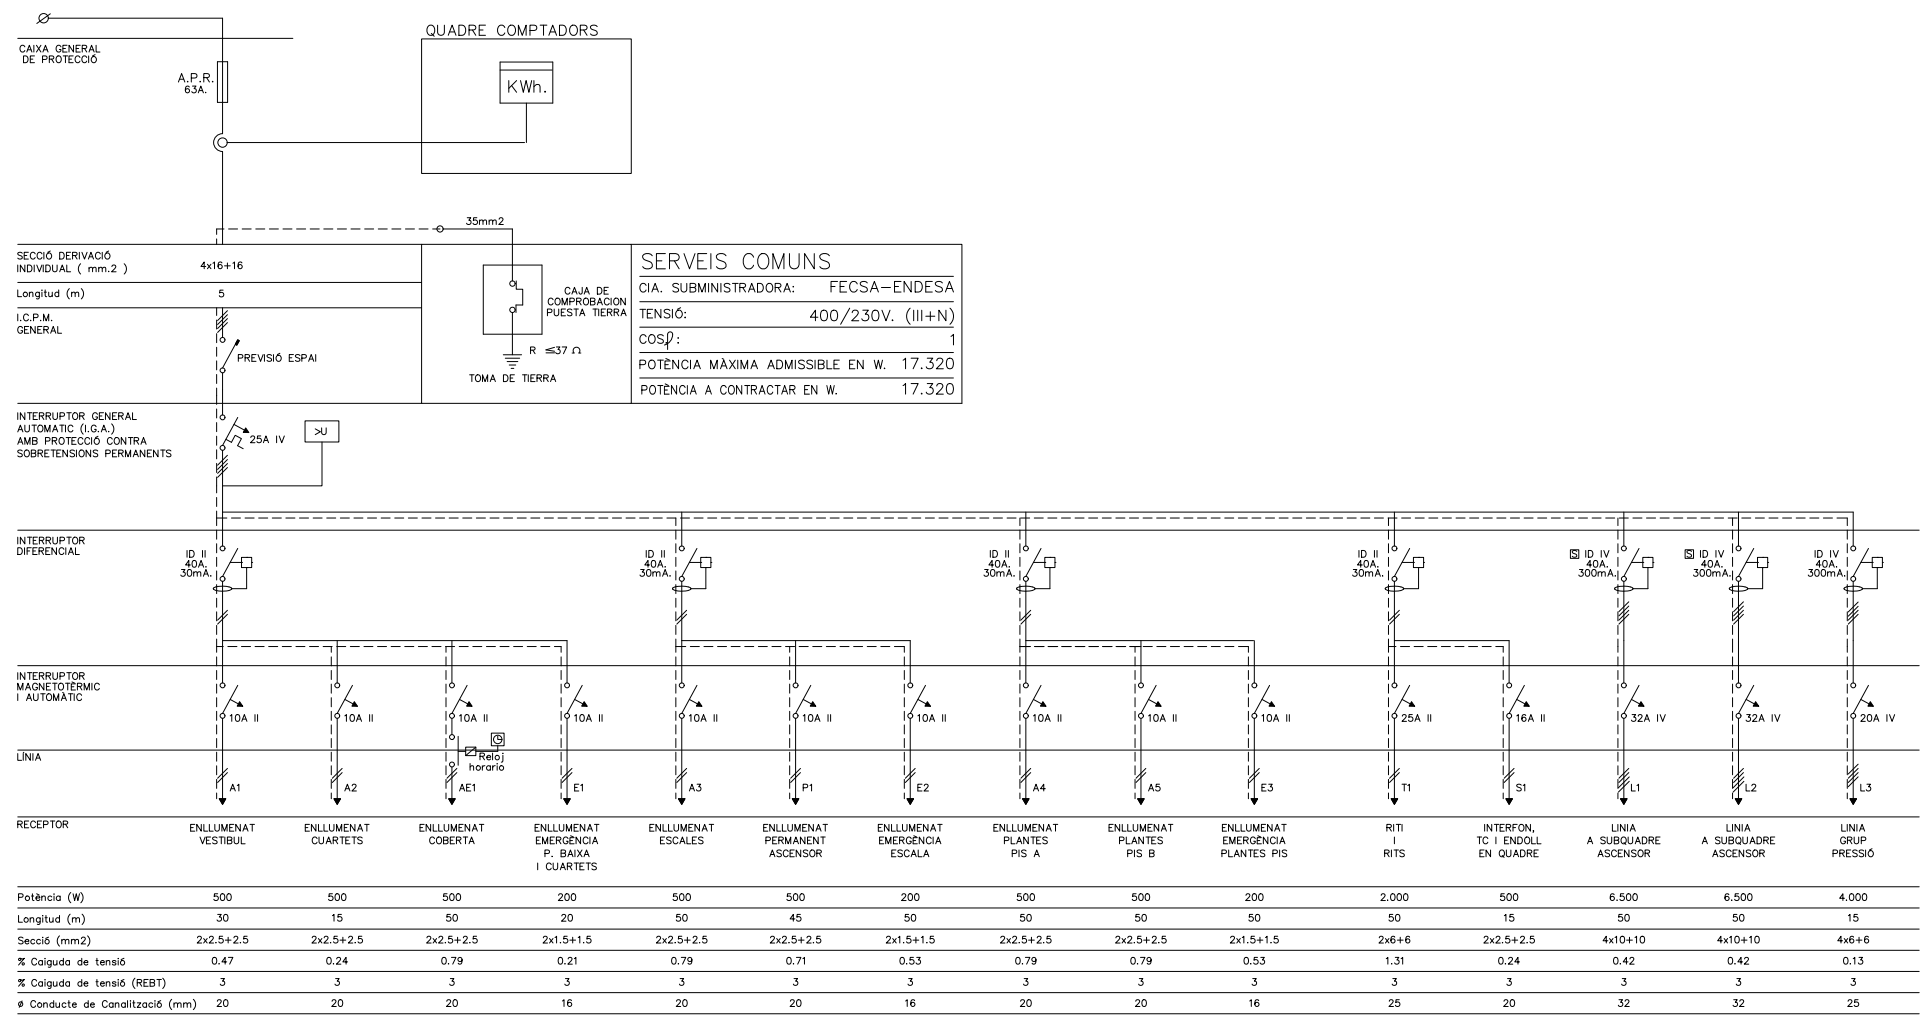 CAIXA GENERAL
DE PROTECCIÓ
A.P.R.
63A.
QUADRE COMPTADORS
KWh.
35mm2
SECCIÓ DERIVACIÓ
INDIVIDUAL ( mm.2 )
4x16+16
Longitud (m)
5
I.C.P.M.
GENERAL
PREVISIÓ ESPAI
CAJA DE
COMPROBACION
PUESTA TIERRA
R ≤37 Ω
TOMA DE TIERRA
SERVEIS COMUNS
CIA. SUBMINISTRADORA: FECSA-ENDESA
TENSIÓ: 400/230V. (III+N)
COSƒ: 1
POTÈNCIA MÀXIMA ADMISSIBLE EN W. 17.320
POTÈNCIA A CONTRACTAR EN W. 17.320
INTERRUPTOR GENERAL
AUTOMATIC (I.G.A.)
AMB PROTECCIÓ CONTRA
SOBRETENSIONS PERMANENTS
25A IV
>U
INTERRUPTOR
DIFERENCIAL
ID II
40A.
30mA.
ID II
40A.
30mA.
ID II
40A.
30mA.
ID II
40A.
30mA.
S ID IV
40A.
300mA.
S ID IV
40A.
300mA.
ID IV
40A.
300mA.
INTERRUPTOR
MAGNETOTÈRMIC
I AUTOMÀTIC
10A II 10A II 10A II 10A II 10A II 10A II 10A II 10A II 10A II 10A II 25A II 16A II 32A IV 32A IV 20A IV
LÍNIA
Reloj
horario
A1 A2 AE1 E1 A3 P1 E2 A4 A5 E3 T1 S1 L1 L2 L3
RECEPTOR
ENLLUMENAT
VESTIBUL
ENLLUMENAT
CUARTETS
ENLLUMENAT
COBERTA
ENLLUMENAT
EMERGÈNCIA
P. BAIXA
I CUARTETS
ENLLUMENAT
ESCALES
ENLLUMENAT
PERMANENT
ASCENSOR
ENLLUMENAT
EMERGÈNCIA
ESCALA
ENLLUMENAT
PLANTES
PIS A
ENLLUMENAT
PLANTES
PIS B
ENLLUMENAT
EMERGÈNCIA
PLANTES PIS
RITI
I
RITS
INTERFON,
TC I ENDOLL
EN QUADRE
LINIA
A SUBQUADRE
ASCENSOR
LINIA
A SUBQUADRE
ASCENSOR
LINIA
GRUP
PRESSIÓ
Potència (W) 500 500 500 200 500 500 200 500 500 200 2.000 500 6.500 6.500 4.000
Longitud (m) 30 15 50 20 50 45 50 50 50 50 50 15 50 50 15
Secció (mm2) 2x2.5+2.5 2x2.5+2.5 2x2.5+2.5 2x1.5+1.5 2x2.5+2.5 2x2.5+2.5 2x1.5+1.5 2x2.5+2.5 2x2.5+2.5 2x1.5+1.5 2x6+6 2x2.5+2.5 4x10+10 4x10+10 4x6+6
% Caiguda de tensió 0.47 0.24 0.79 0.21 0.79 0.71 0.53 0.79 0.79 0.53 1.31 0.24 0.42 0.42 0.13
% Caiguda de tensió (REBT) 3 3 3 3 3 3 3 3 3 3 3 3 3 3 3
ø Conducte de Canalització (mm) 20 20 20 16 20 20 16 20 20 16 25 20 32 32 25